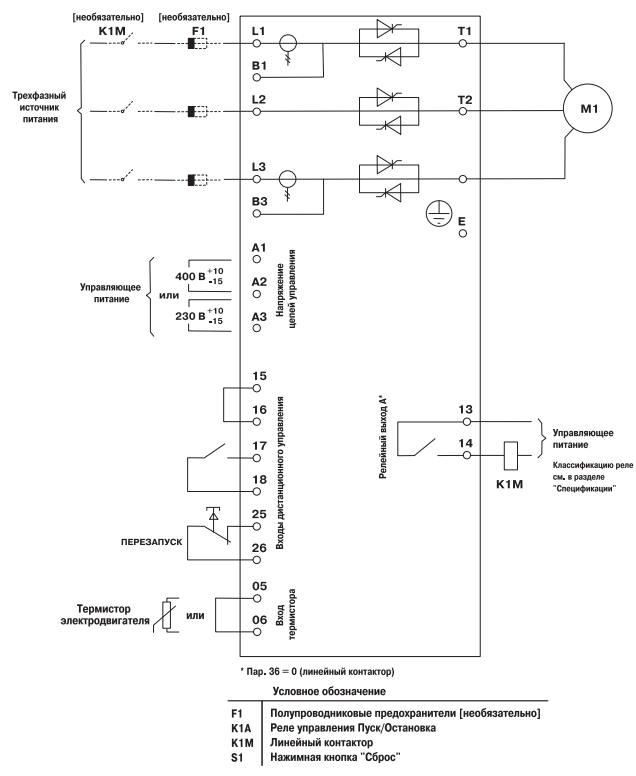 [необязательно] [необязательно]
K1M F1 L1 T1
B1
Трехфазный
источник
питания
L2 T2
M1
L3
B3
E
A1
400 В +10
-15
Управляющее
питание
или
A2
230 В +10
-15
A3
Напряжение
цепей управления
15
16
17
18
25
ПЕРЕЗАПУСК
26
Входы дистанционного управления
Релейный выход А*
13
14
K1M
Управляющее
питание
Классификацию реле
см. в разделе
"Спецификации"
05
Термистор
электродвигателя
или
06
Вход
термистора
* Пар. 36 = 0 (линейный контактор)
Условное обозначение
F1 Полупроводниковые предохранители [необязательно]
K1A Реле управления Пуск/Остановка
K1M Линейный контактор
S1 Нажимная кнопка "Сброс"